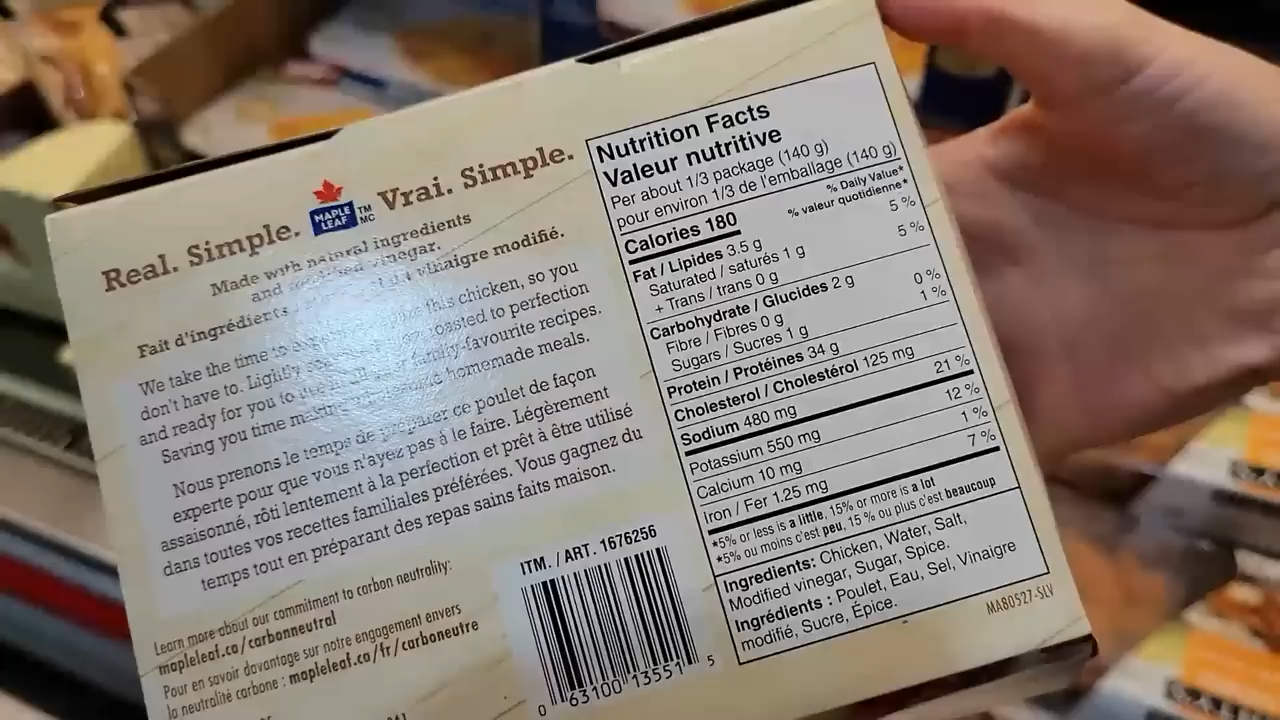 Real. Simple. MAPLE LEAF TM MC Vrai. Simple.
Made with natural ingredients
and vinegar.
Fait d'ingrédients vinaigre modifié.
We take the time to this chicken, so you
don't have to. Lightly roasted to perfection
and ready for you to family-favourite recipes.
Saving you time making homemade meals.
Nous prenons le temps de préparer ce poulet de façon
experte pour que vous n'ayez pas à le faire. Légèrement
assaisonné, rôti lentement à la perfection et prêt à être utilisé
dans toutes vos recettes familiales préférées. Vous gagnez du
temps tout en préparant des repas sains faits maison.
Learn more about our commitment to carbon neutrality:
mapleleaf.ca/carbonneutral
Pour en savoir davantage sur notre engagement envers
la neutralité carbone : mapleleaf.ca/fr/carboneutre
ITM. / ART. 1676256
0 63100 13551 5
Nutrition Facts
Valeur nutritive
Per about 1/3 package (140 g)
pour environ 1/3 de l'emballage (140 g)
% Daily Value*
% valeur quotidienne*
Calories 180
Fat / Lipides 3.5 g 5 %
Saturated / saturés 1 g 5 %
+ Trans / trans 0 g
Carbohydrate / Glucides 2 g
Fibre / Fibres 0 g 0 %
Sugars / Sucres 1 g 1 %
Protein / Protéines 34 g
Cholesterol / Cholestérol 125 mg
Sodium 480 mg 21 %
Potassium 550 mg 12 %
Calcium 10 mg 1 %
Iron / Fer 1.25 mg 7 %
*5% or less is a little, 15% or more is a lot
*5% ou moins c'est peu, 15 % ou plus c'est beaucoup
Ingredients: Chicken, Water, Salt,
Modified vinegar, Sugar, Spice.
Ingrédients : Poulet, Eau, Sel, Vinaigre
modifié, Sucre, Épice.
MA80527-SLV